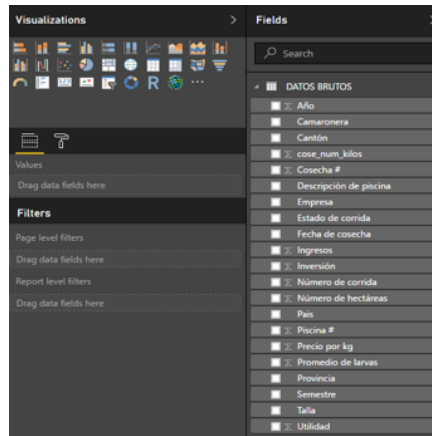 Visualizations
Values
Drag data fields here
Filters
Page level filters
Drag data fields here
Report level filters
Drag data fields here
Fields
Search
DATOS BRUTOS
Σ Año
Camaronera
Cantón
Σ cose_num_kilos
Σ Cosecha #
Descripción de piscina
Empresa
Estado de corrida
Fecha de cosecha
Σ Ingresos
Σ Inversión
Σ Número de corrida
Σ Número de hectáreas
Pais
Σ Piscina #
Σ Precio por kg
Σ Promedio de larvas
Provincia
Semestre
Talla
Σ Utilidad